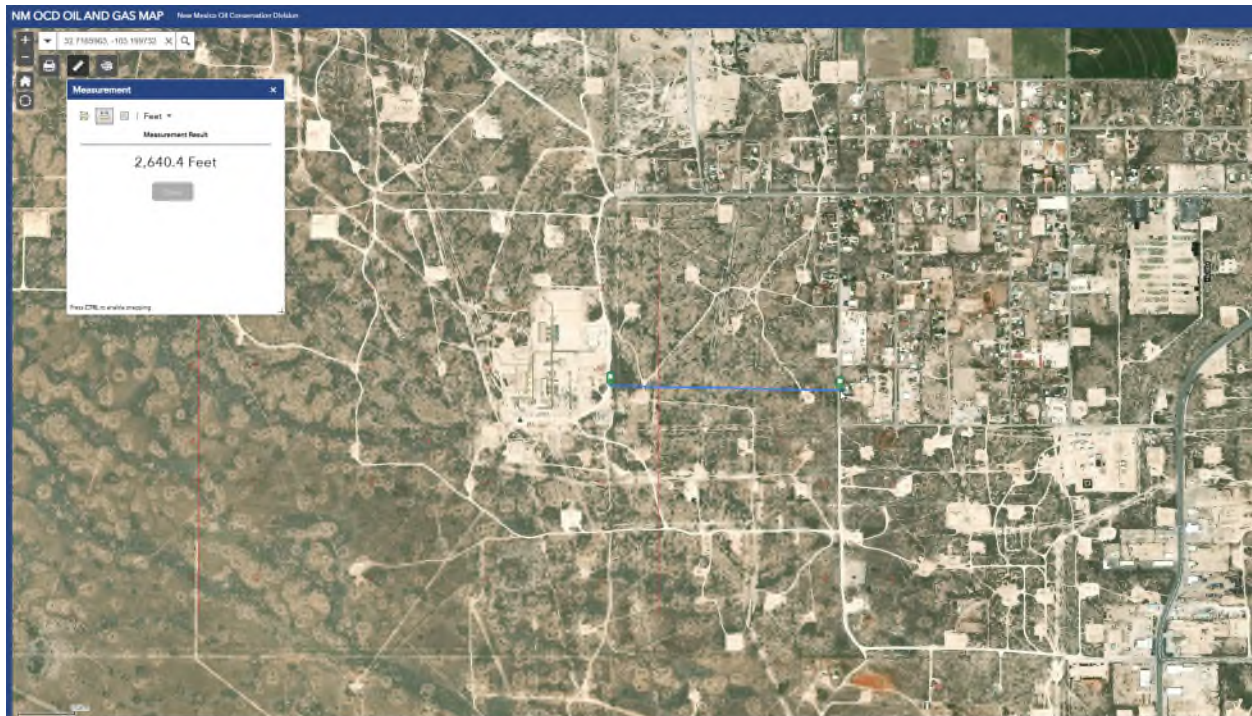 NM OCD OIL AND GAS MAP New Mexico Oil Conservation Division
32.7185963, -103.199732
Measurement
Feet
Measurement Result
2,640.4 Feet
Press CTRL to enable snapping